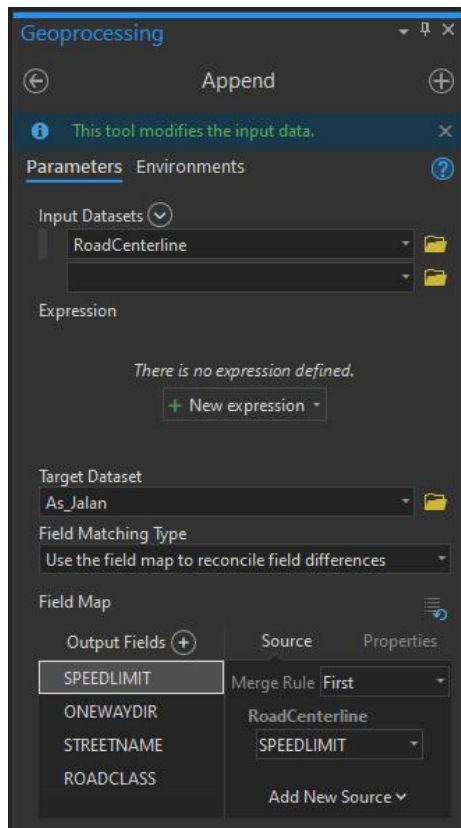 Geoprocessing
Append
This tool modifies the input data.
Parameters Environments
Input Datasets
RoadCenterline
Expression
There is no expression defined.
+ New expression
Target Dataset
As_Jalan
Field Matching Type
Use the field map to reconcile field differences
Field Map
Output Fields Source Properties
SPEEDLIMIT Merge Rule First
ONEWAYDIR RoadCenterline
STREETNAME SPEEDLIMIT
ROADCLASS
Add New Source